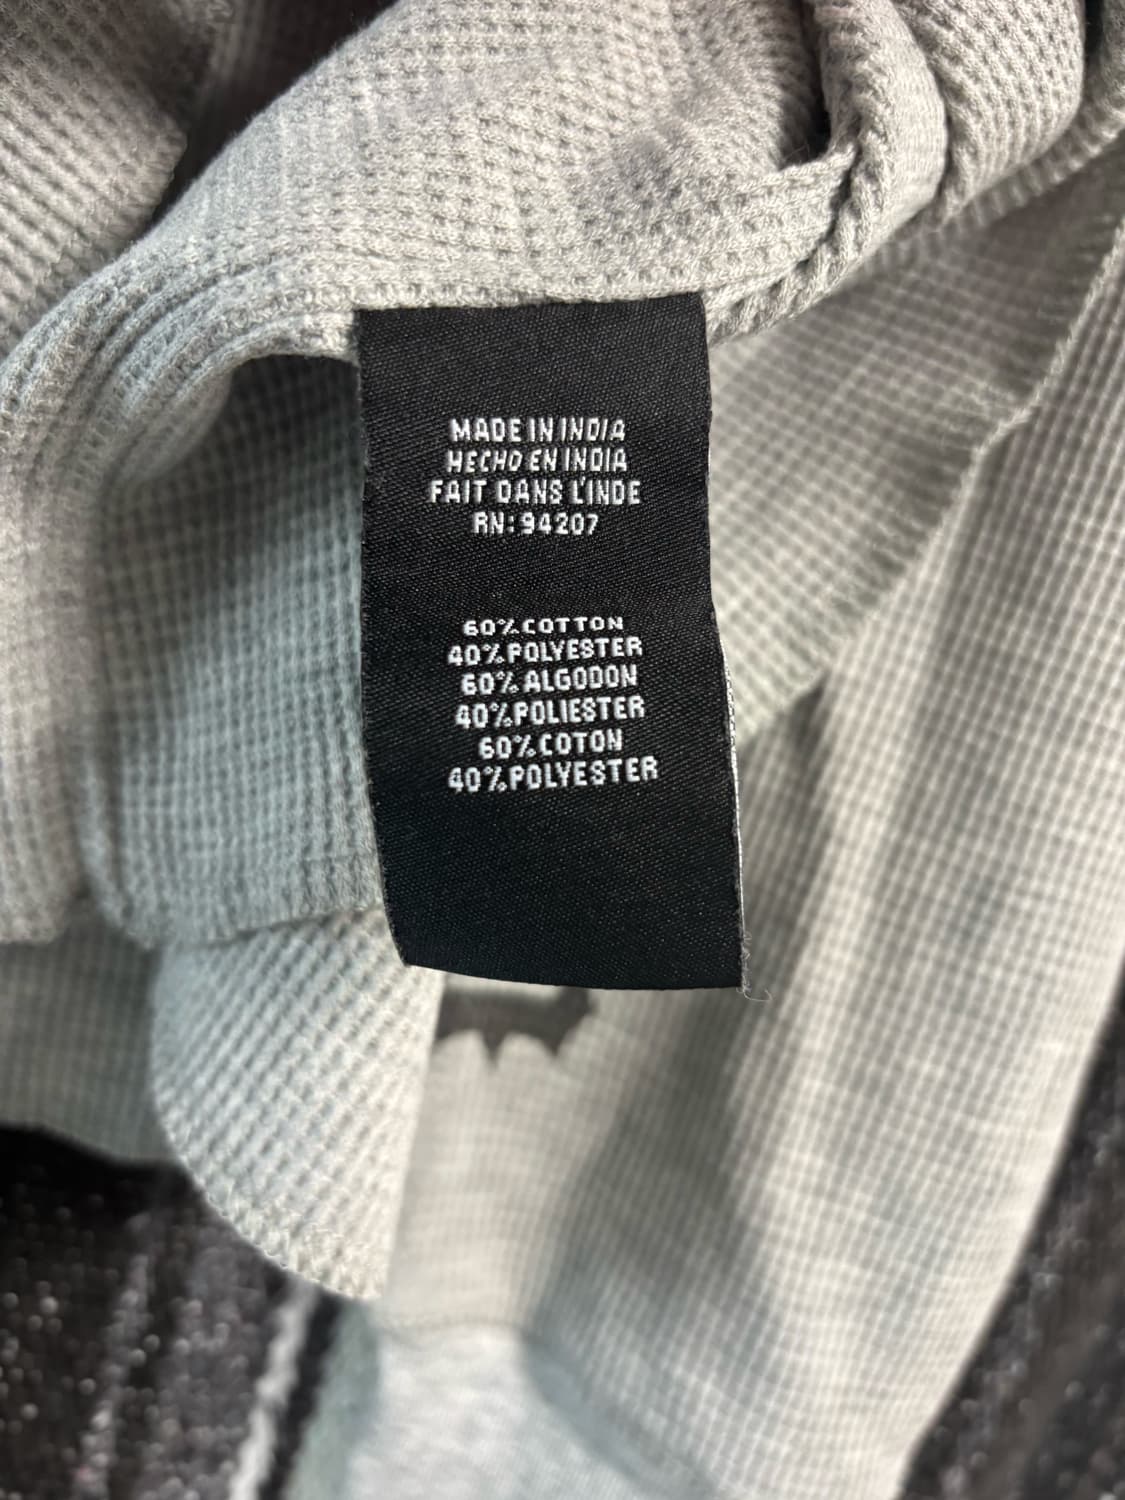 MADE IN INDIA
HECHO EN INDIA
FAIT DANS L'INDE
RN: 94207
60% COTTON
40% POLYESTER
60% ALGODON
40% POLIESTER
60% COTON
40% POLYESTER